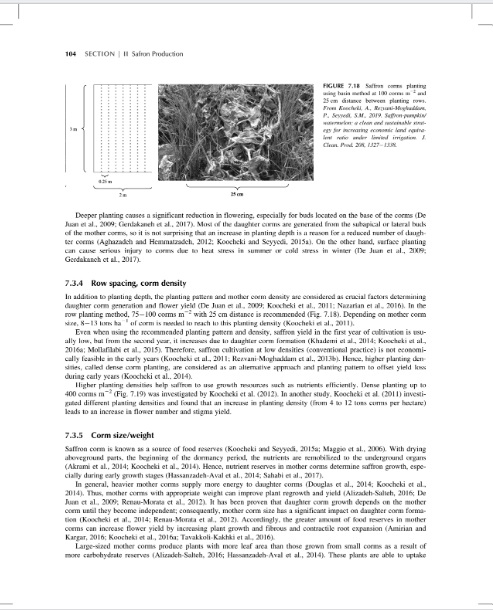 104 SECTION | II Safron Production
FIGURE 7.18 Saffron corms planting
using basin method at 100 corms m−2 and
25 cm distance between planting rows.
From Koocheki, A., Rezvani-Moghaddam,
P., Seyyedi, S.M., 2019. Saffron-pumpkin/
watermelon: a clean and sustainable strat-
egy for increasing economic land equiva-
lent ratio under limited irrigation. J.
Clean. Prod. 208, 1327–1338.
1 m
0.25 m
2 m
25 cm
Deeper planting causes a significant reduction in flowering, especially for buds located on the base of the corms (De
Juan et al., 2009; Gerdakaneh et al., 2017). Most of daughter corms are generated from the subapical or lateral buds
of the mother corms, so it is not surprising that an increase in planting depth is a reason for a reduced number of daugh-
ter corms (Aghazadeh and Hemmatzadeh, 2012; Koocheki and Seyyedi, 2015a). On the other hand, surface planting
can cause serious injury to corms due to heat stress in summer or cold stress in winter (De Juan et al., 2009;
Gerdakaneh et al., 2017).
7.3.4 Row spacing, corm density
In addition to planting depth, the planting pattern and mother corm density are considered as crucial factors determining
daughter corm generation and flower yield (De Juan et al., 2009; Koocheki et al., 2011; Nazarian et al., 2016). In the
row planting method, 75–100 corms m−2 with 25 cm distance is recommended (Fig. 7.18). Depending on mother corm
size, 8–13 tons ha−1 of corm is needed to reach to this planting density (Koocheki et al., 2011).
Even when using the recommended planting pattern and density, saffron yield in the first year of cultivation is usu-
ally low, but from the second year, it increases due to daughter corm formation (Khademi et al., 2014; Koocheki et al.,
2016a; Mollafilabi et al., 2015). Therefore, saffron cultivation at low densities (conventional practice) is not economi-
cally feasible in the early years (Koocheki et al., 2011; Rezvani-Moghaddam et al., 2013b). Hence, higher planting den-
sities, called dense corm planting, are considered as an alternative approach and planting pattern to offset yield loss
during early years (Koocheki et al., 2014).
Higher planting densities help saffron to use growth resources such as nutrients efficiently. Dense planting up to
400 corms m−2 (Fig. 7.19) was investigated by Koocheki et al. (2012). In another study, Koocheki et al. (2011) investi-
gated different planting densities and found that an increase in planting density (from 4 to 12 tons corms per hectare)
leads to an increase in flower number and stigma yield.
7.3.5 Corm size/weight
Saffron corm is known as a source of food reserves (Koocheki and Seyyedi, 2015a; Maggio et al., 2006). With drying
aboveground parts, the beginning of the dormancy period, the nutrients are remobilized to the underground organs
(Akrami et al., 2014; Koocheki et al., 2014). Hence, nutrient reserves in mother corms determine saffron growth, espe-
cially during early growth stages (Hassanzadeh-Aval et al., 2014; Sahabi et al., 2017).
In general, heavier mother corms supply more energy to daughter corms (Douglas et al., 2014; Koocheki et al.,
2014). Thus, mother corms with appropriate weight can improve plant regrowth and yield (Alizadeh-Salteh, 2016; De
Juan et al., 2009; Renau-Morata et al., 2012). It has been proven that daughter corm growth depends on the mother
corm until they become independent; consequently, mother corm size has a significant impact on daughter corm forma-
tion (Koocheki et al., 2014; Renau-Morata et al., 2012). Accordingly, the greater amount of food reserves in mother
corms can increase flower yield by increasing plant growth and fibrous and contractile root expansion (Amirian and
Kargar, 2016; Koocheki et al., 2016a; Tavakkoli-Kakhki et al., 2016).
Large-sized mother corms produce plants with more leaf area than those grown from small corms as a result of
more carbohydrate reserves (Alizadeh-Salteh, 2016; Hassanzadeh-Aval et al., 2014). These plants are able to uptake